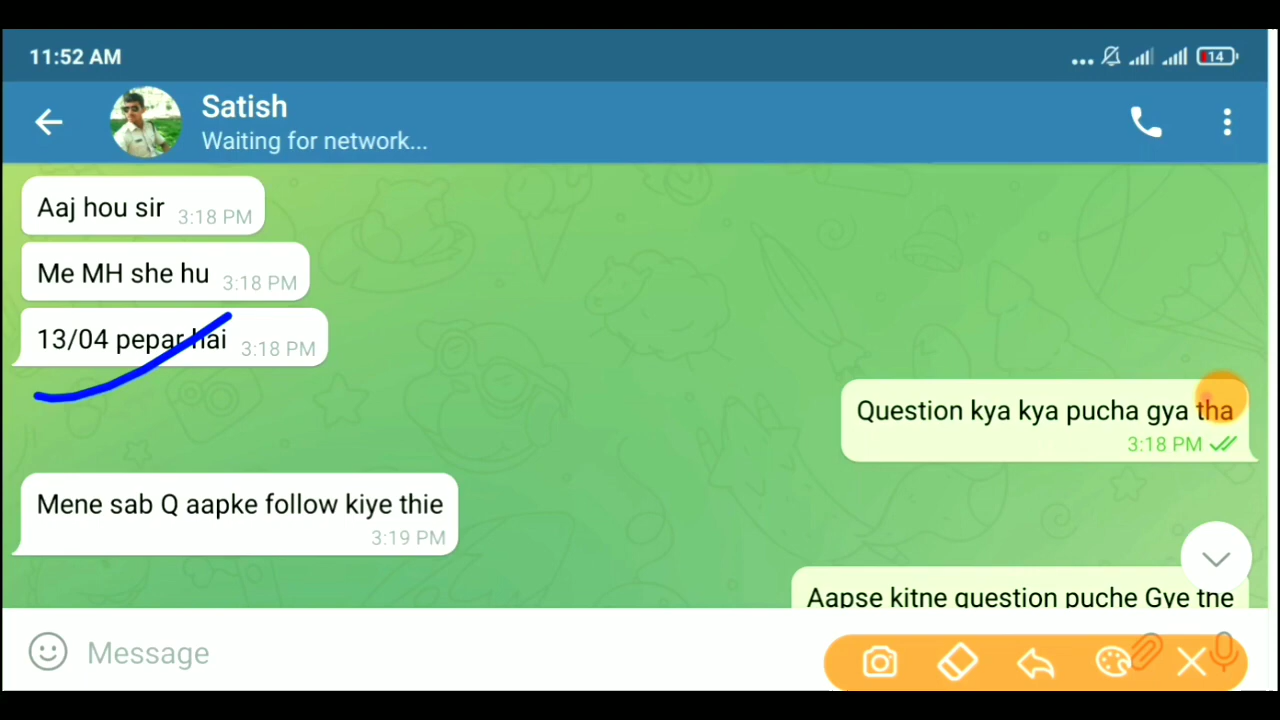 11:52 AM
14
Satish
Waiting for network...
Aaj hou sir 3:18 PM
Me MH she hu 3:18 PM
13/04 pepar hai 3:18 PM
Question kya kya pucha gya tha
3:18 PM
Mene sab Q aapke follow kiye thie
3:19 PM
Aapse kitne question puche Gye the
Message